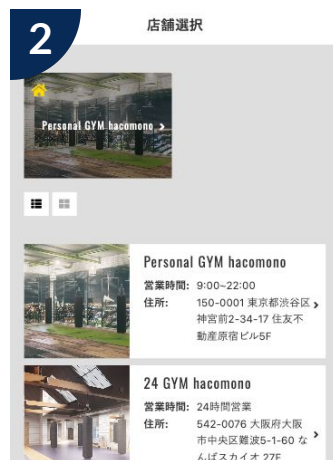 2
店舗選択
Personal GYM hacomono
Personal GYM hacomono
営業時間: 9:00~22:00
住所: 150-0001 東京都渋谷区
神宮前2-34-17 住友不
動産原宿ビル5F
24 GYM hacomono
営業時間: 24時間営業
住所: 542-0076 大阪府大阪
市中央区難波5-1-60 な
んばスカイオ 27F